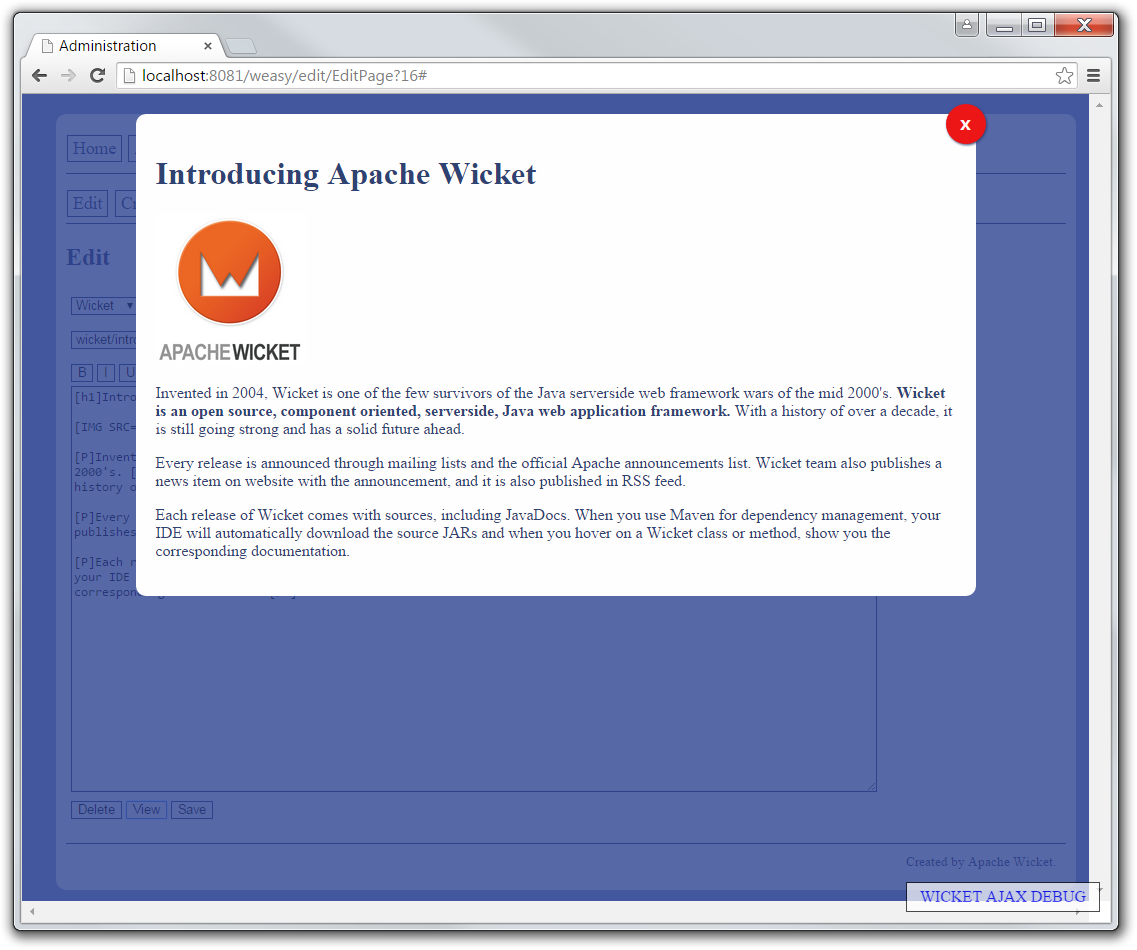 Administration
localhost:8081/weasy/edit/EditPage?16#
x
Home
Introducing Apache Wicket
Edit
Edit
APACHE WICKET
Wicket
wicket/intro
B I U
[h1]Intro
[IMG SRC=
[P]Invent
2000's. [
history o
[P]Every
publishes
[P]Each r
your IDE
Invented in 2004, Wicket is one of the few survivors of the Java serverside web framework wars of the mid 2000's. Wicket
is an open source, component oriented, serverside, Java web application framework. With a history of over a decade, it
is still going strong and has a solid future ahead.
Every release is announced through mailing lists and the official Apache announcements list. Wicket team also publishes a
news item on website with the announcement, and it is also published in RSS feed.
Each release of Wicket comes with sources, including JavaDocs. When you use Maven for dependency management, your
IDE will automatically download the source JARs and when you hover on a Wicket class or method, show you the
corresponding documentation.
Delete View Save
Created by Apache Wicket.
WICKET AJAX DEBUG